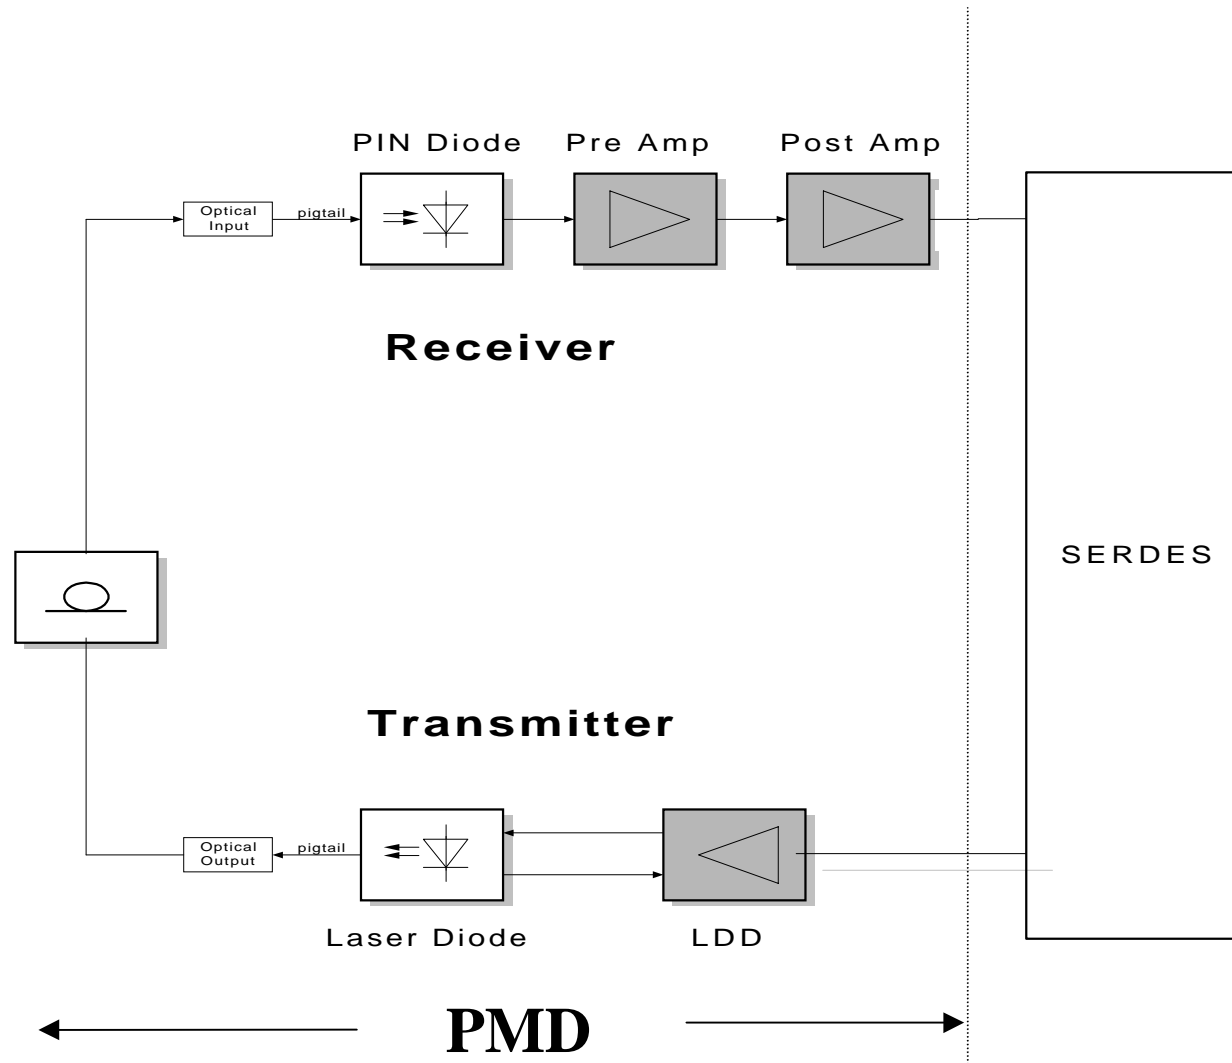 PIN Diode
Pre Amp
Post Amp
Optical
Input
pigtail
Receiver
SERDES
Transmitter
Optical
Output
pigtail
Laser Diode
LDD
PMD